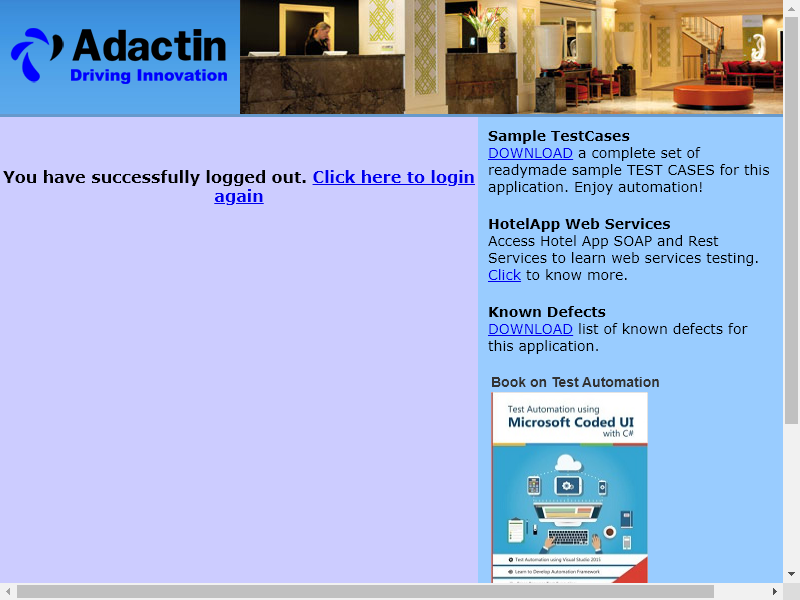 Adactin
Driving Innovation
You have successfully logged out. Click here to login
again
Sample TestCases
DOWNLOAD a complete set of
readymade sample TEST CASES for this
application. Enjoy automation!
HotelApp Web Services
Access Hotel App SOAP and Rest
Services to learn web services testing.
Click to know more.
Known Defects
DOWNLOAD list of known defects for
this application.
Book on Test Automation
Test Automation using
Microsoft Coded UI
with C#
Test Automation using Visual Studio 2015
Learn to Develop Automation Framework